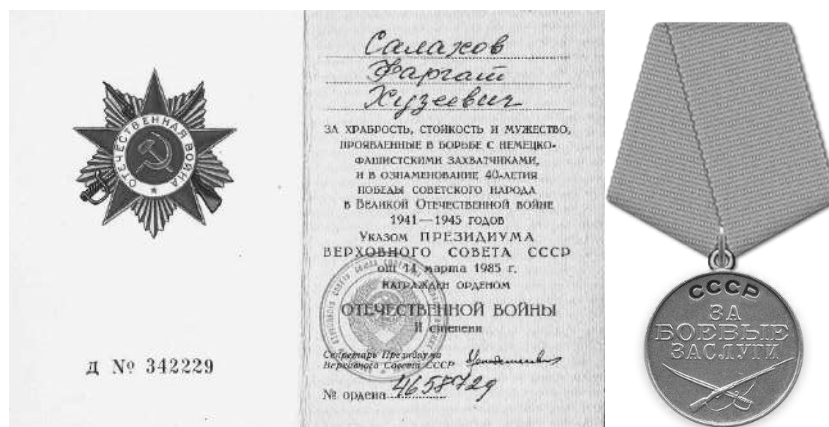 ОТЕЧЕСТВЕННАЯ ВОЙНА
Д № 342229
Салахов
Фаргат
Хузеевич
ЗА ХРАБРОСТЬ, СТОЙКОСТЬ И МУЖЕСТВО,
ПРОЯВЛЕННЫЕ В БОРЬБЕ С НЕМЕЦКО-
ФАШИСТСКИМИ ЗАХВАТЧИКАМИ,
И В ОЗНАМЕНОВАНИЕ 40-ЛЕТИЯ
ПОБЕДЫ СОВЕТСКОГО НАРОДА
В ВЕЛИКОЙ ОТЕЧЕСТВЕННОЙ ВОЙНЕ
1941—1945 ГОДОВ
УКАЗОМ ПРЕЗИДИУМА
ВЕРХОВНОГО СОВЕТА СССР
от 11 марта 1985 г.
НАГРАЖДЕН ОРДЕНОМ
ОТЕЧЕСТВЕННОЙ ВОЙНЫ
II степени
Секретарь Президиума
Верховного Совета СССР
№ ордена 4658729
СССР
ЗА
БОЕВЫЕ
ЗАСЛУГИ